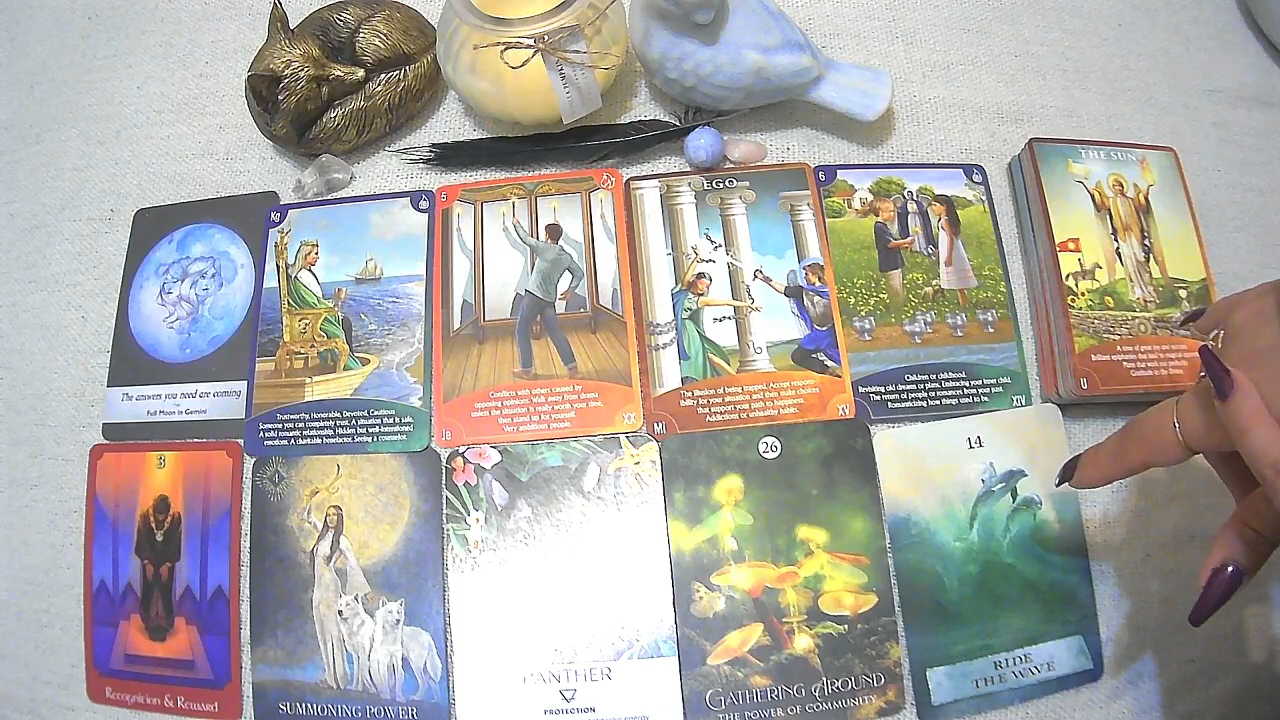 The answers you need are coming
Full Moon in Gemini
Kg
Trustworthy, Honorable, Devoted, Cautious
Someone you can completely trust. A situation that is safe.
A solid romantic relationship. Hidden but well-intentioned
emotions. A charitable benefactor. Seeing a counselor.
5
Conflicts with others caused by
opposing opinions. Walk away from drama
unless the situation is really worth your time,
then stand up for yourself.
Very ambitious people.
Je
XX
EGO
The illusion of being trapped. Accept respon-
sibility for your situation and then make choices
that support your path to happiness.
Addictions or unhealthy habits.
MI
XV
6
Children or childhood.
Revisiting old dreams or plans. Embracing your inner child.
The return of people or romances from your past.
Romanticizing how things used to be.
XIV
THE SUN
A time of great joy and success.
Brilliant epiphanies that lead to magical
Plans that work out perfectly.
Gratitude to the Divine.
U
3
Recognition & Reward
1
SUMMONING POWER
PANTHER
PROTECTION
your energy
26
GATHERING AROUND
THE POWER OF COMMUNITY
14
RIDE
THE WAVE